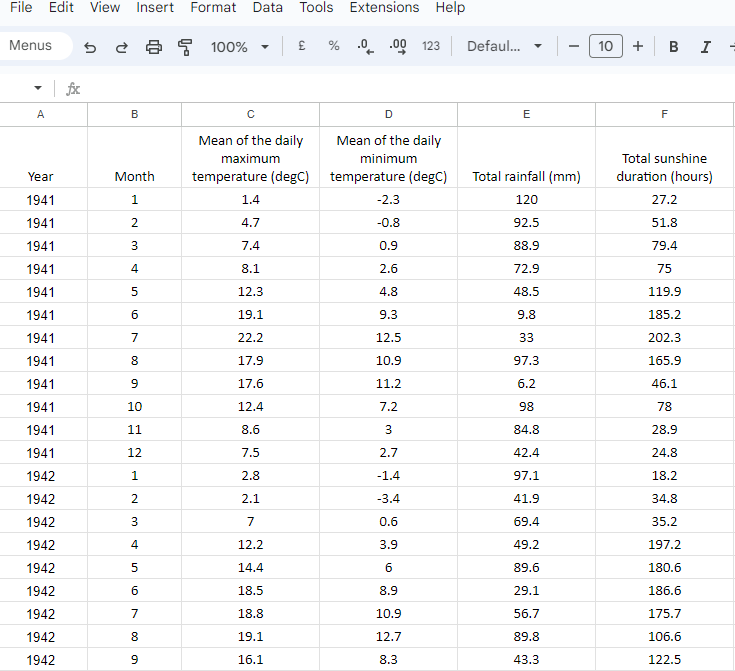 File Edit View Insert Format Data Tools Extensions Help
Menus 100% £ % .0 .00 123 Defaul... 10 B I
fx
A B C D E F
Year Month Mean of the daily maximum temperature (degC) Mean of the daily minimum temperature (degC) Total rainfall (mm) Total sunshine duration (hours)
1941 1 1.4 -2.3 120 27.2
1941 2 4.7 -0.8 92.5 51.8
1941 3 7.4 0.9 88.9 79.4
1941 4 8.1 2.6 72.9 75
1941 5 12.3 4.8 48.5 119.9
1941 6 19.1 9.3 9.8 185.2
1941 7 22.2 12.5 33 202.3
1941 8 17.9 10.9 97.3 165.9
1941 9 17.6 11.2 6.2 46.1
1941 10 12.4 7.2 98 78
1941 11 8.6 3 84.8 28.9
1941 12 7.5 2.7 42.4 24.8
1942 1 2.8 -1.4 97.1 18.2
1942 2 2.1 -3.4 41.9 34.8
1942 3 7 0.6 69.4 35.2
1942 4 12.2 3.9 49.2 197.2
1942 5 14.4 6 89.6 180.6
1942 6 18.5 8.9 29.1 186.6
1942 7 18.8 10.9 56.7 175.7
1942 8 19.1 12.7 89.8 106.6
1942 9 16.1 8.3 43.3 122.5